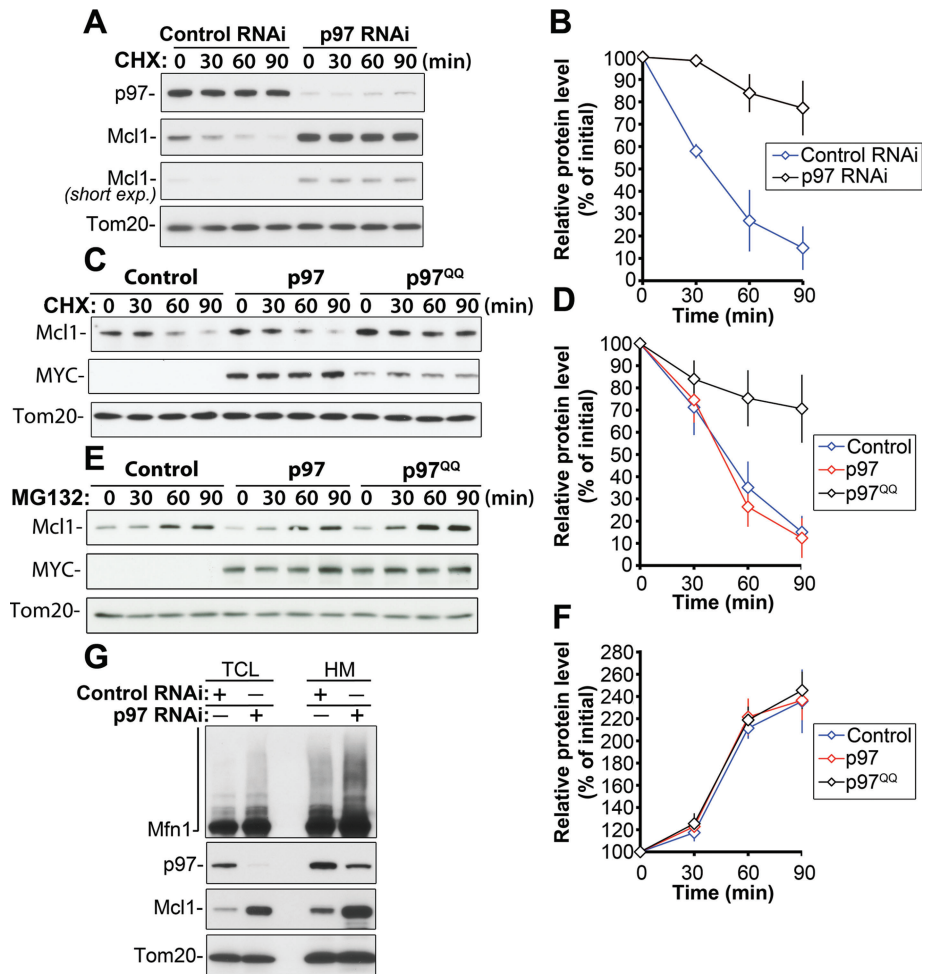 A
Control RNAi p97 RNAi
CHX: 0 30 60 90 0 30 60 90 (min)
p97-
Mcl1-
Mcl1-
(short exp.)
Tom20-
B
Relative protein level
(% of initial)
100
90
80
70
60
50
40
30
20
10
0
0 30 60 90
Time (min)
Control RNAi
p97 RNAi
C
Control p97 p97QQ
CHX: 0 30 60 90 0 30 60 90 0 30 60 90 (min)
Mcl1-
MYC-
Tom20-
D
Relative protein level
(% of initial)
100
90
80
70
60
50
40
30
20
10
0
0 30 60 90
Time (min)
Control
p97
p97QQ
E
Control p97 p97QQ
MG132: 0 30 60 90 0 30 60 90 0 30 60 90 (min)
Mcl1-
MYC-
Tom20-
F
Relative protein level
(% of initial)
280
260
240
220
200
180
160
140
120
100
0 30 60 90
Time (min)
Control
p97
p97QQ
G
TCL HM
Control RNAi: + – + –
p97 RNAi: – + – +
Mfn1
p97-
Mcl1-
Tom20-